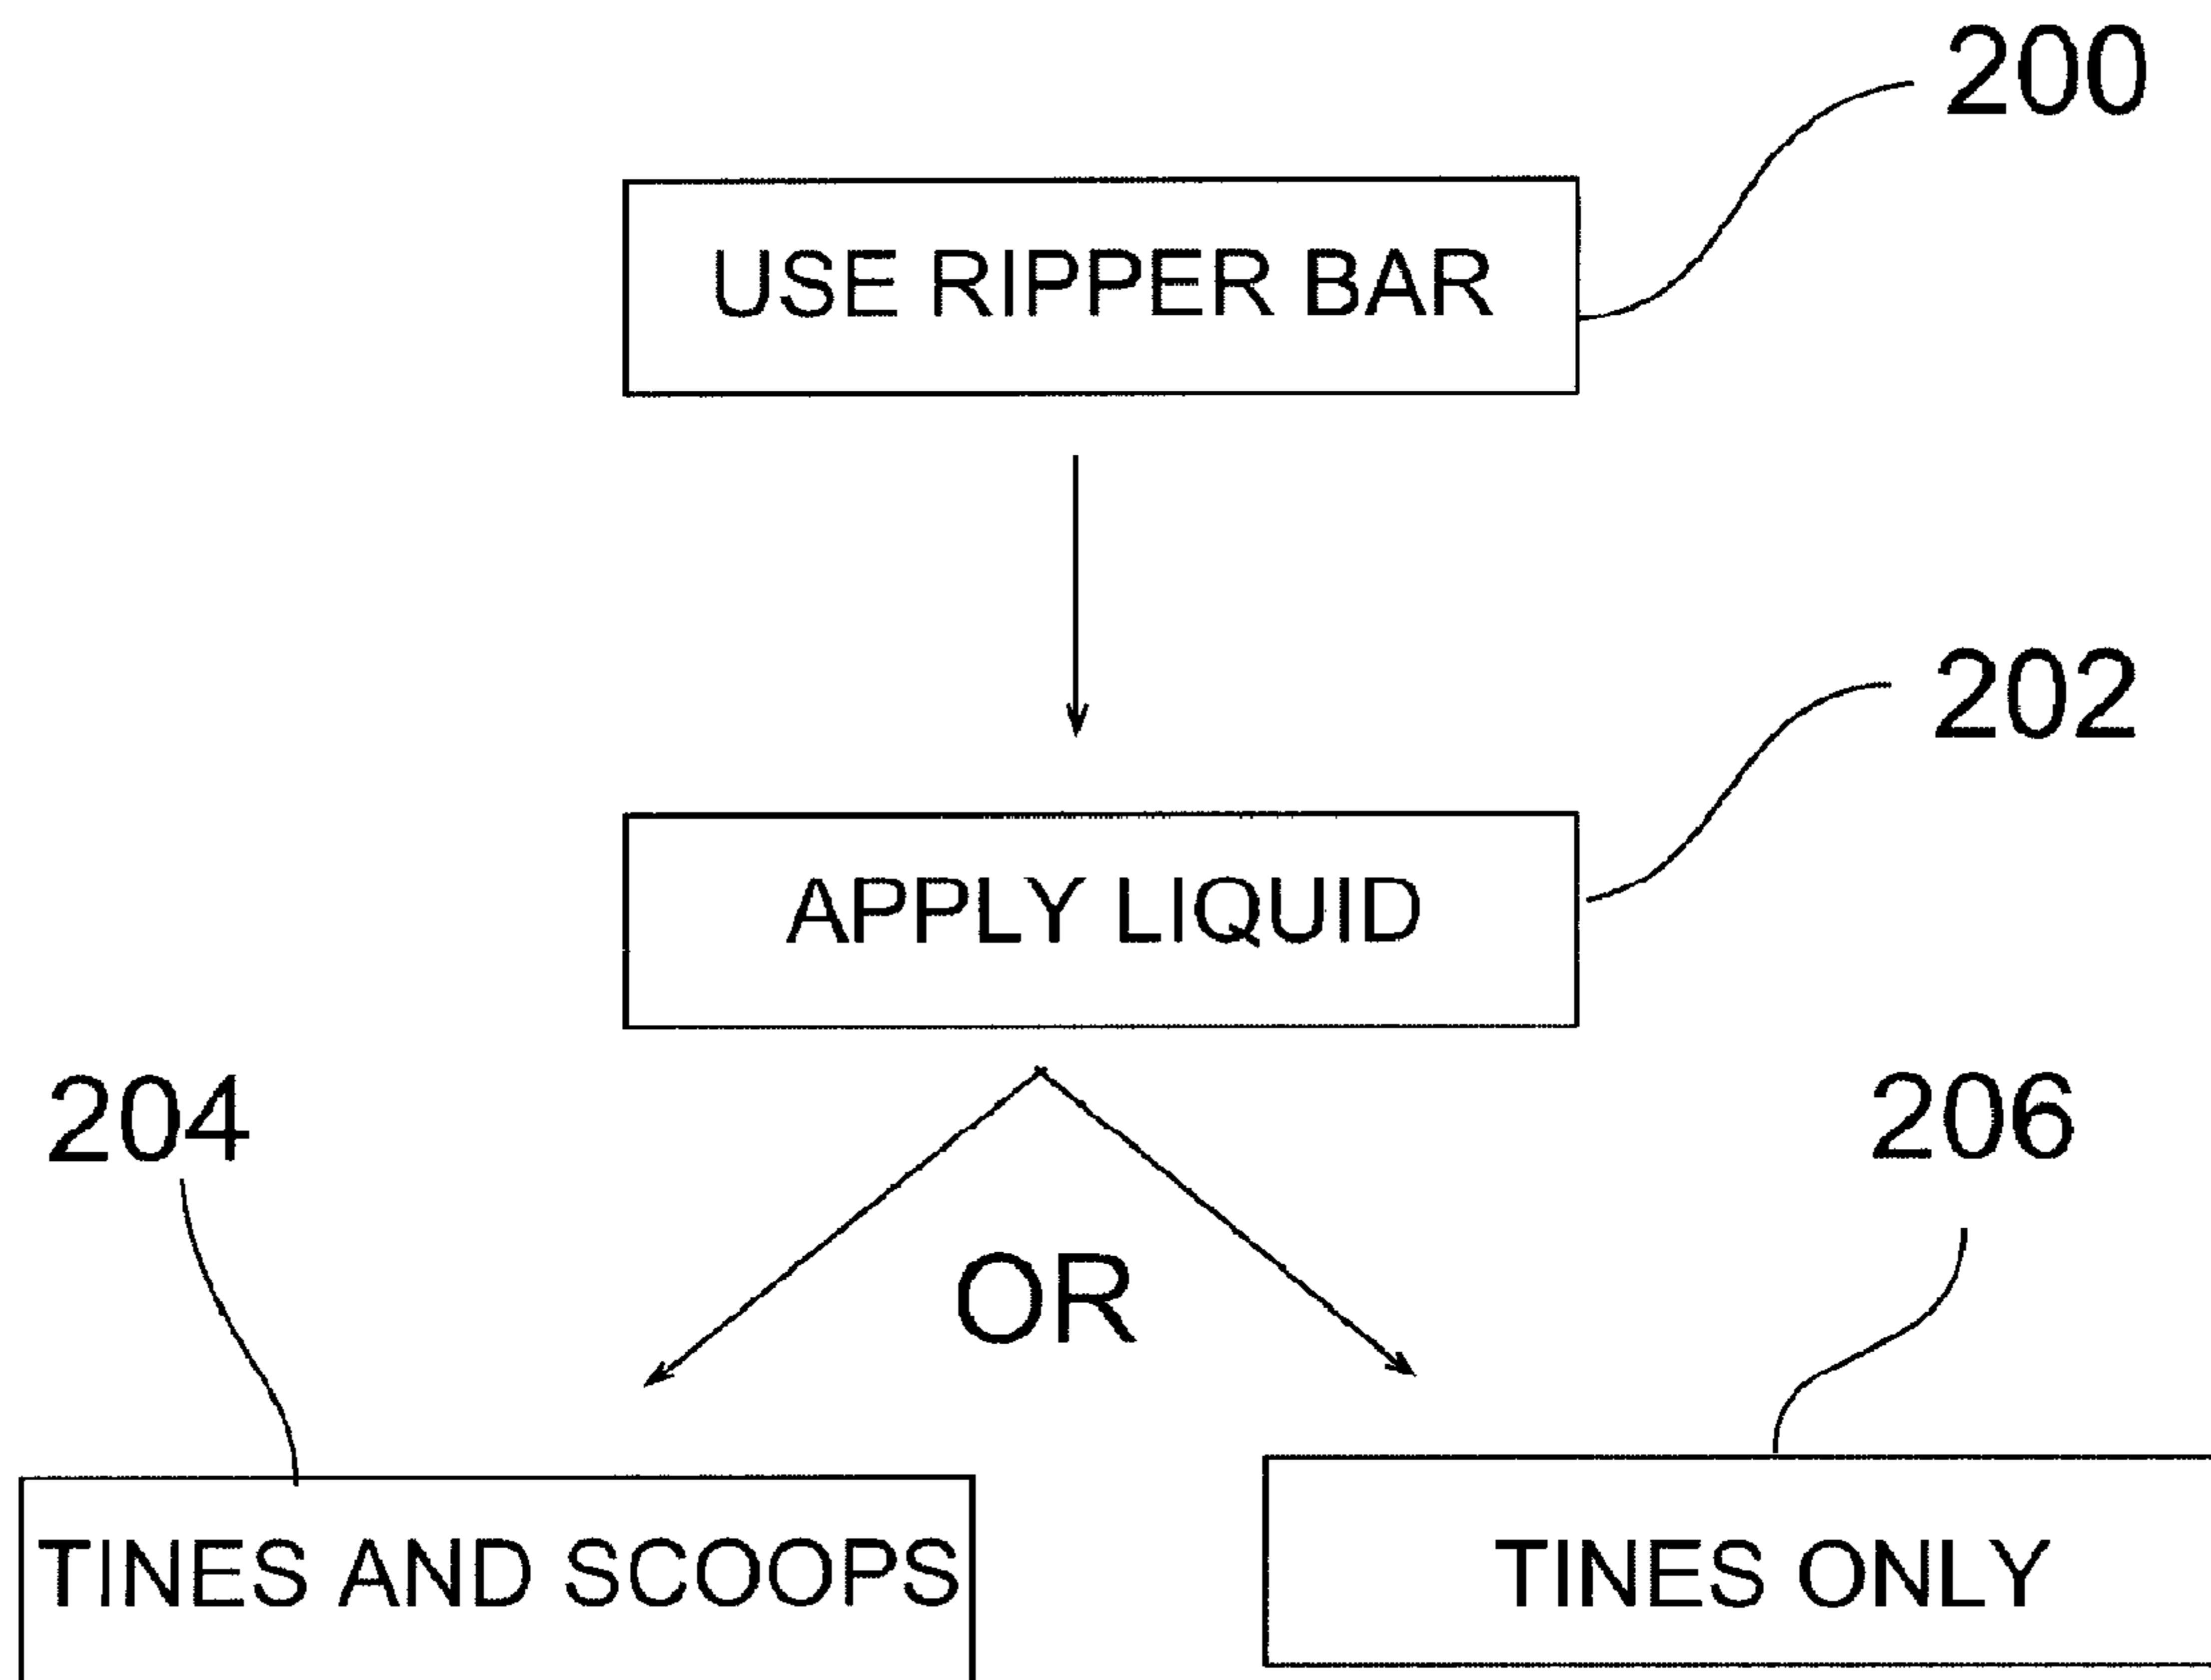 200
USE RIPPER BAR
202
APPLY LIQUID
204
206
OR
TINES AND SCOOPS
TINES ONLY